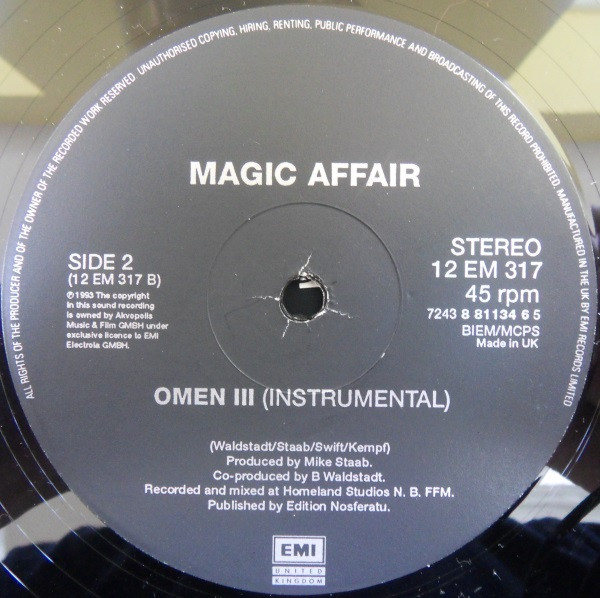 ALL RIGHTS OF THE PRODUCER AND OF THE OWNER OF THE RECORDED WORK RESERVED. UNAUTHORISED COPYING, HIRING, RENTING, PUBLIC PERFORMANCE AND BROADCASTING OF THIS RECORD PROHIBITED. MANUFACTURED IN THE UK BY EMI RECORDS LIMITED
MAGIC AFFAIR
SIDE 2
(12 EM 317 B)
℗ 1993 The copyright
in this sound recording
is owned by Akvopolis
Music & Film GMBH under
exclusive licence to EMI
Electrola GMBH.
STEREO
12 EM 317
45 rpm
7243 8 81134 6 5
BIEM/MCPS
Made in UK
OMEN III (INSTRUMENTAL)
(Waldstadt/Staab/Swift/Kempf)
Produced by Mike Staab.
Co-produced by B Waldstadt.
Recorded and mixed at Homeland Studios N. B. FFM.
Published by Edition Nosferatu.
EMI
UNITED
KINGDOM